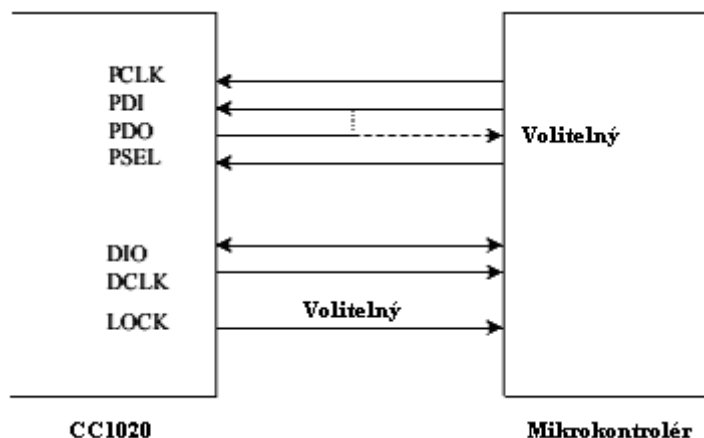 PCLK
PDI
PDO
Volitelný
PSEL
DIO
DCLK
Volitelný
LOCK
CC1020
Mikrokontrolér